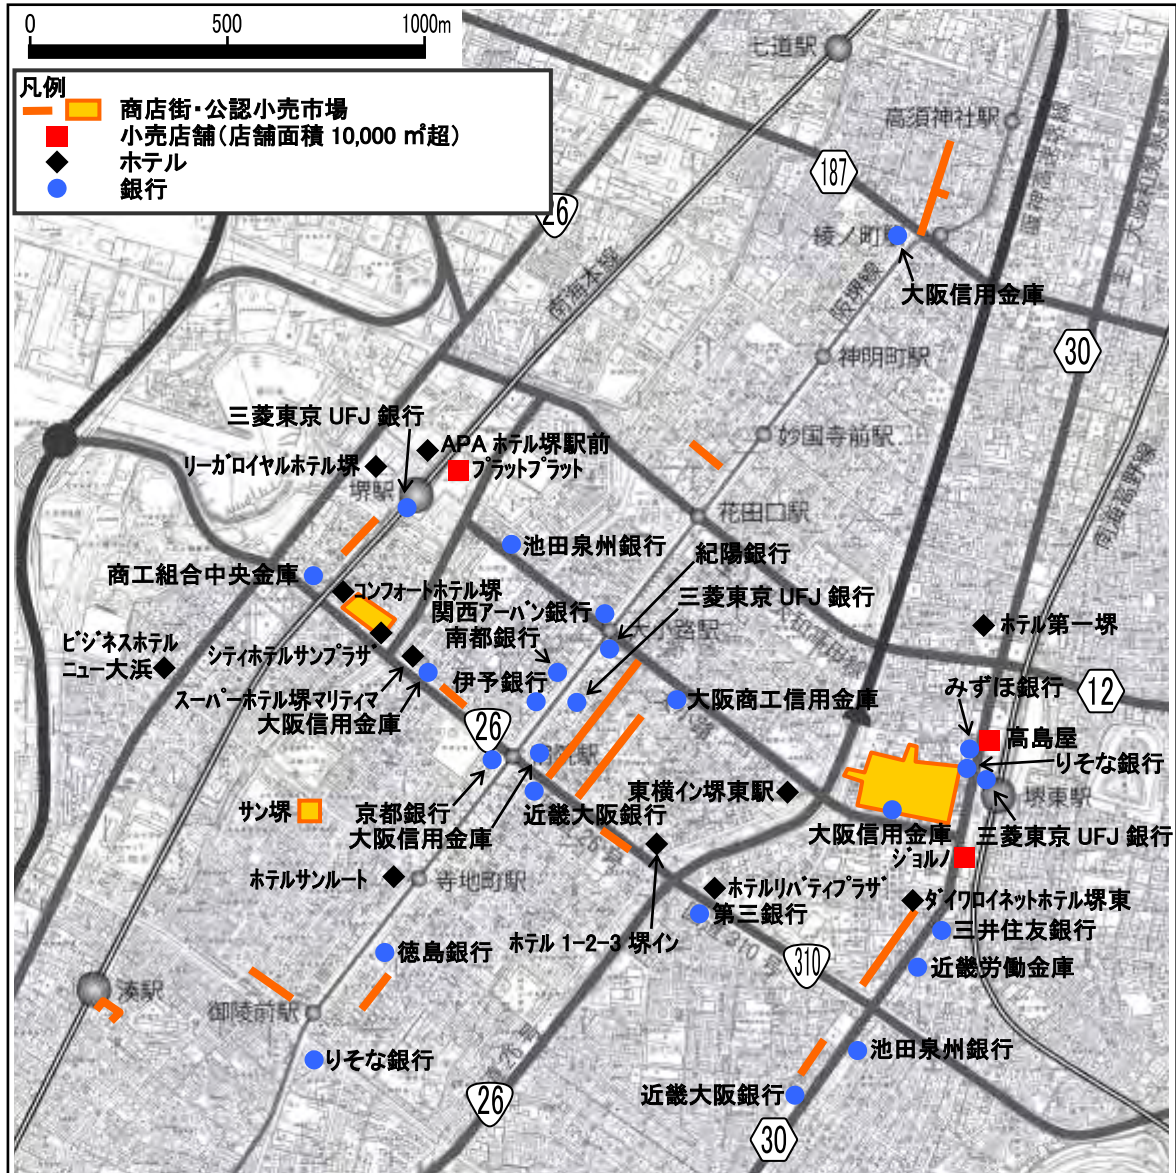 0 500 1000m
凡例
商店街・公認小売市場
小売店舗（店舗面積 10,000 ㎡超）
ホテル
銀行
七道駅
高須神社駅
187
26
綾ノ町駅
大阪信用金庫
南海本線
阪堺線
30
神明町駅
三菱東京 UFJ 銀行
妙国寺前駅
APA ホテル堺駅前
リーガロイヤルホテル堺
プラットプラット
堺駅
南海高野線
花田口駅
池田泉州銀行
紀陽銀行
商工組合中央金庫
コンフォートホテル堺
三菱東京 UFJ 銀行
関西アーバン銀行
路駅
ホテル第一堺
南都銀行
ビジネスホテル
ニュー大浜
シティホテルサンプラザ
伊予銀行
みずほ銀行
12
スーパーホテル堺マリティマ
大阪商工信用金庫
大阪信用金庫
26
高島屋
りそな銀行
東横イン堺東駅
堺東駅
サン堺
京都銀行
近畿大阪銀行
大阪信用金庫
大阪信用金庫
三菱東京 UFJ 銀行
ジョルノ
ホテルサンルート
寺地町駅
ホテルリバティプラザ
ダイワロイネットホテル堺東
第三銀行
三井住友銀行
ホテル 1-2-3 堺イン
徳島銀行
310
近畿労働金庫
湊駅
御陵前駅
りそな銀行
池田泉州銀行
近畿大阪銀行
26
30